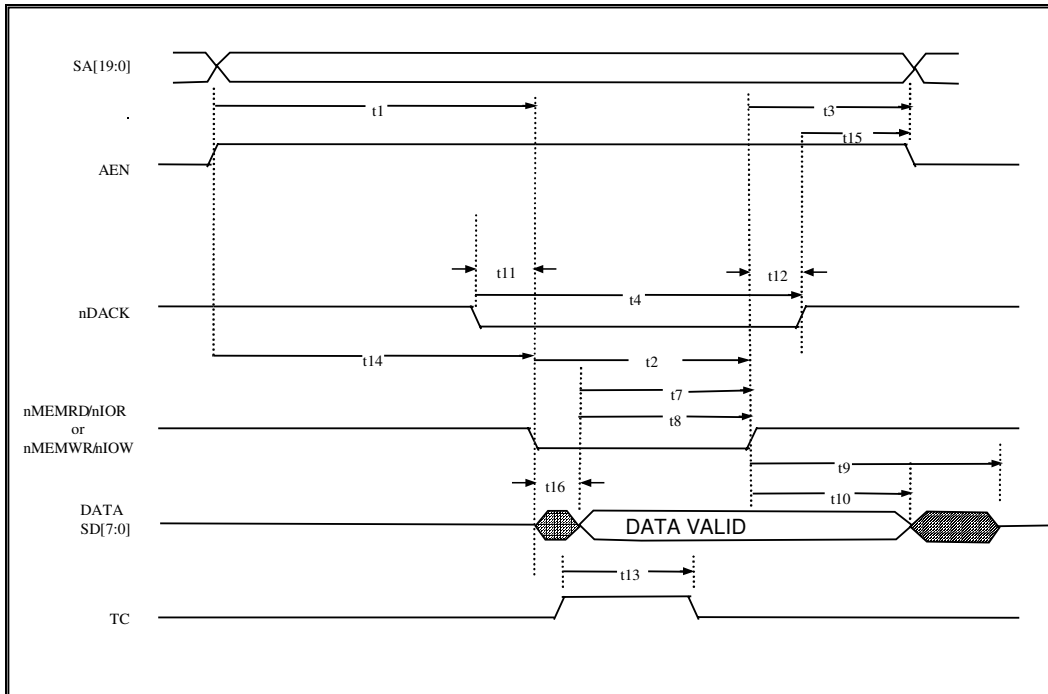 SA[19:0]
t1
t3
t15
AEN
t11
t12
t4
nDACK
t14
t2
t7
t8
nMEMRD/nIOR
or
nMEMWR/nIOW
t9
t16
t10
DATA
SD[7:0]
DATA VALID
t13
TC